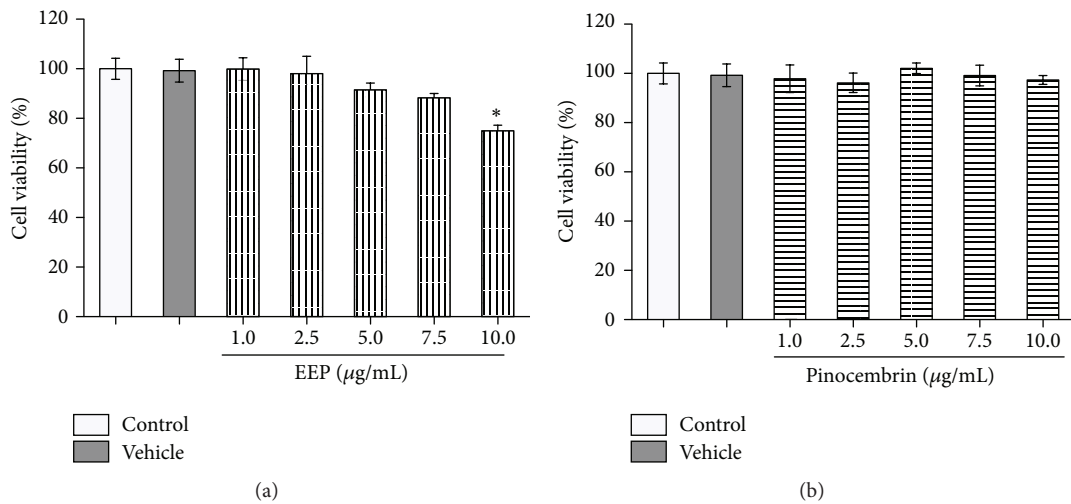 120
100
80
60
40
20
0
Cell viability (%)
*
1.0 2.5 5.0 7.5 10.0
EEP (μg/mL)
Control
Vehicle
(a)
120
100
80
60
40
20
0
Cell viability (%)
1.0 2.5 5.0 7.5 10.0
Pinocembrin (μg/mL)
Control
Vehicle
(b)